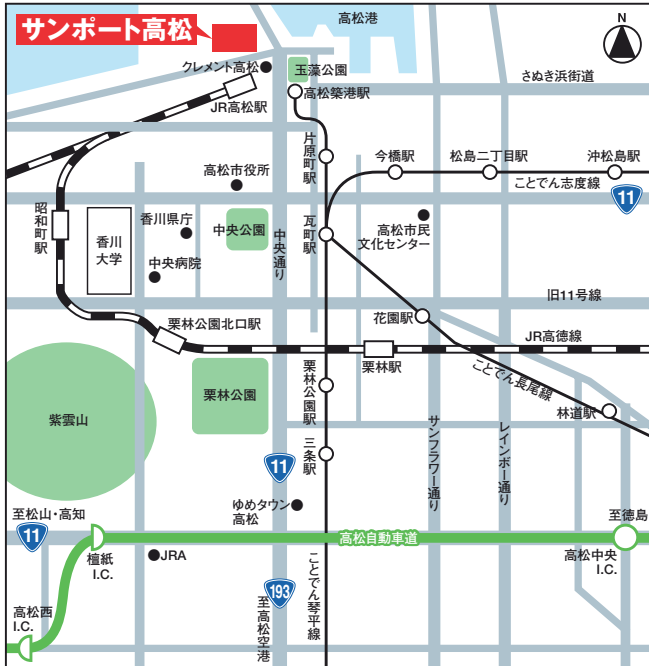 サンポート高松
高松港
N
クレメント高松
玉藻公園
さぬき浜街道
JR高松駅
高松築港駅
片原町駅
今橋駅
松島二丁目駅
沖松島駅
高松市役所
ことでん志度線
11
昭和町駅
香川
大学
香川県庁
中央公園
中央通り
瓦町駅
高松市民
文化センター
中央病院
旧11号線
花園駅
栗林公園北口駅
JR高徳線
栗林駅
ことでん長尾線
紫雲山
栗林公園
栗林公園駅
林道駅
サンフラワー通り
レインボー通り
三条駅
11
ゆめタウン
高松
至松山・高知
11
至徳島
高松自動車道
檀紙
I.C.
JRA
高松中央
I.C.
ことでん琴平線
193
至高松空港
高松西
I.C.